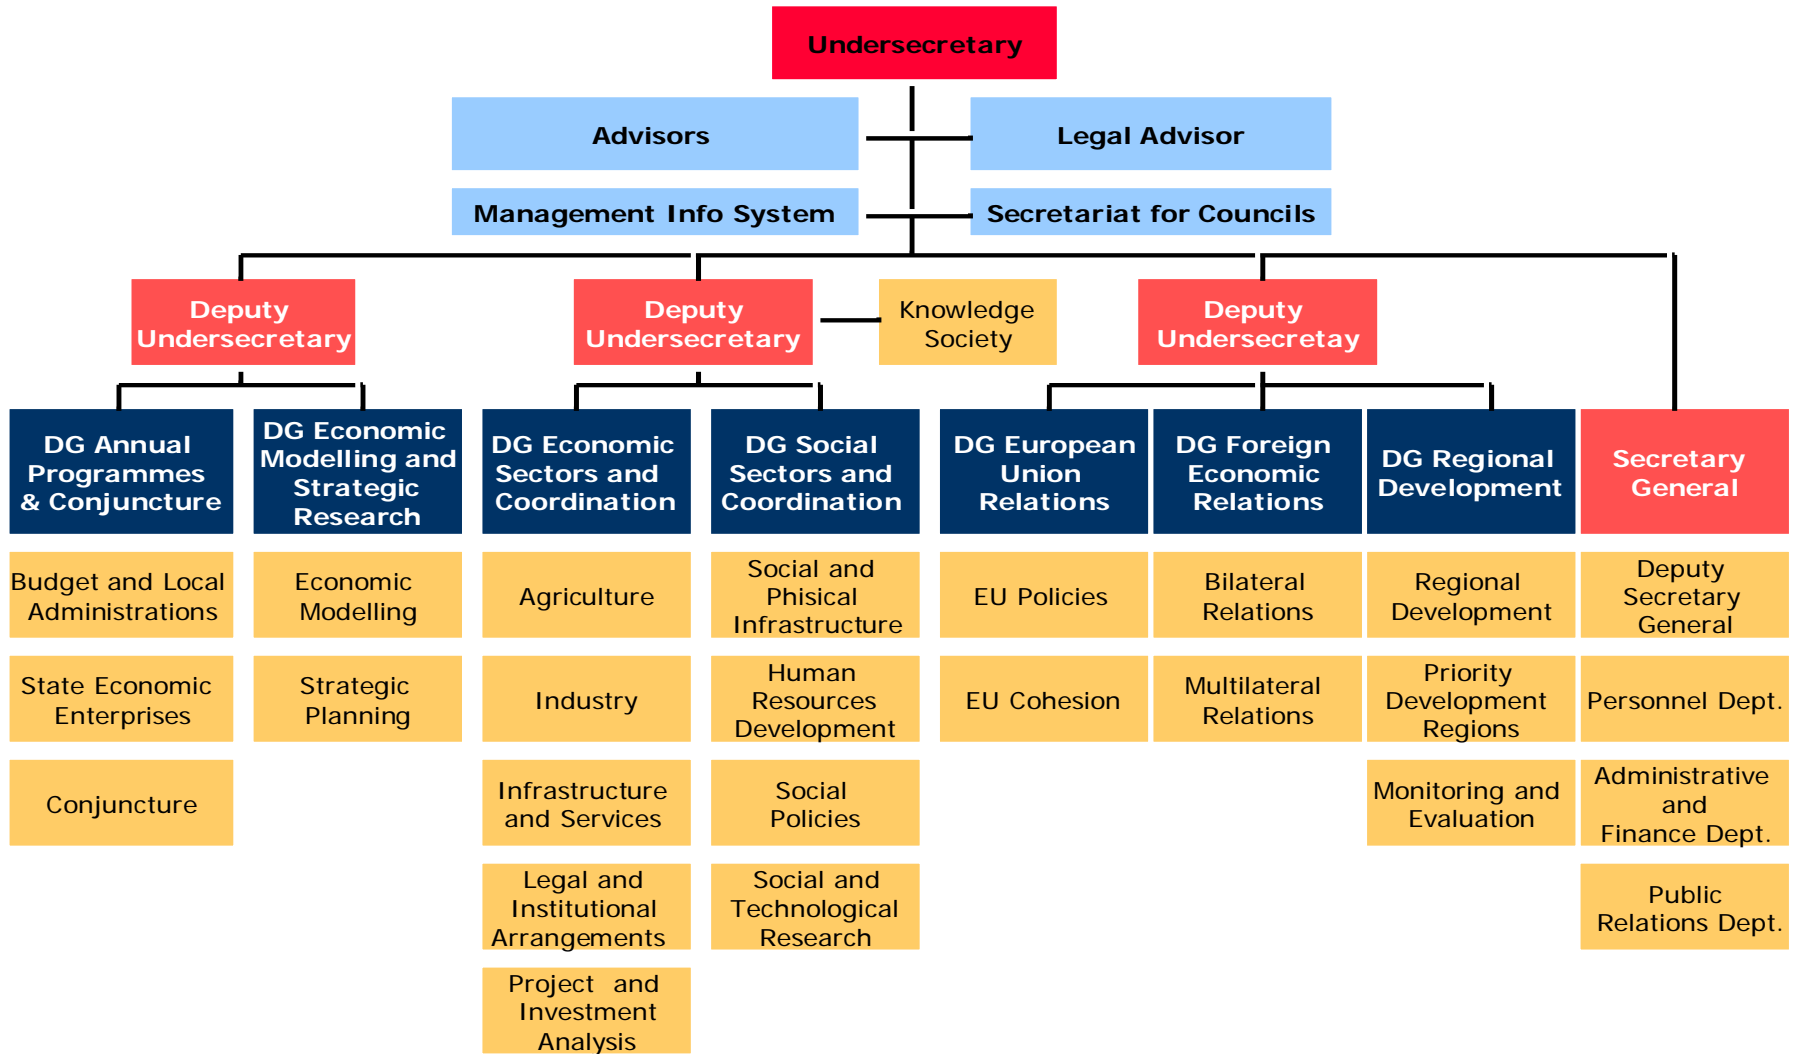 Undersecretary
Advisors
Legal Advisor
Management Info System
Secretariat for Councils
Deputy
Undersecretary
Deputy
Undersecretary
Knowledge
Society
Deputy
Undersecretay
DG Annual
Programmes
& Conjuncture
DG Economic
Modelling and
Strategic
Research
DG Economic
Sectors and
Coordination
DG Social
Sectors and
Coordination
DG European
Union
Relations
DG Foreign
Economic
Relations
DG Regional
Development
Secretary
General
Budget and Local
Administrations
Economic
Modelling
Agriculture
Social and
Phisical
Infrastructure
EU Policies
Bilateral
Relations
Regional
Development
Deputy
Secretary
General
State Economic
Enterprises
Strategic
Planning
Industry
Human
Resources
Development
EU Cohesion
Multilateral
Relations
Priority
Development
Regions
Personnel Dept.
Conjuncture
Infrastructure
and Services
Social
Policies
Monitoring and
Evaluation
Administrative
and
Finance Dept.
Legal and
Institutional
Arrangements
Social and
Technological
Research
Public
Relations Dept.
Project and
Investment
Analysis